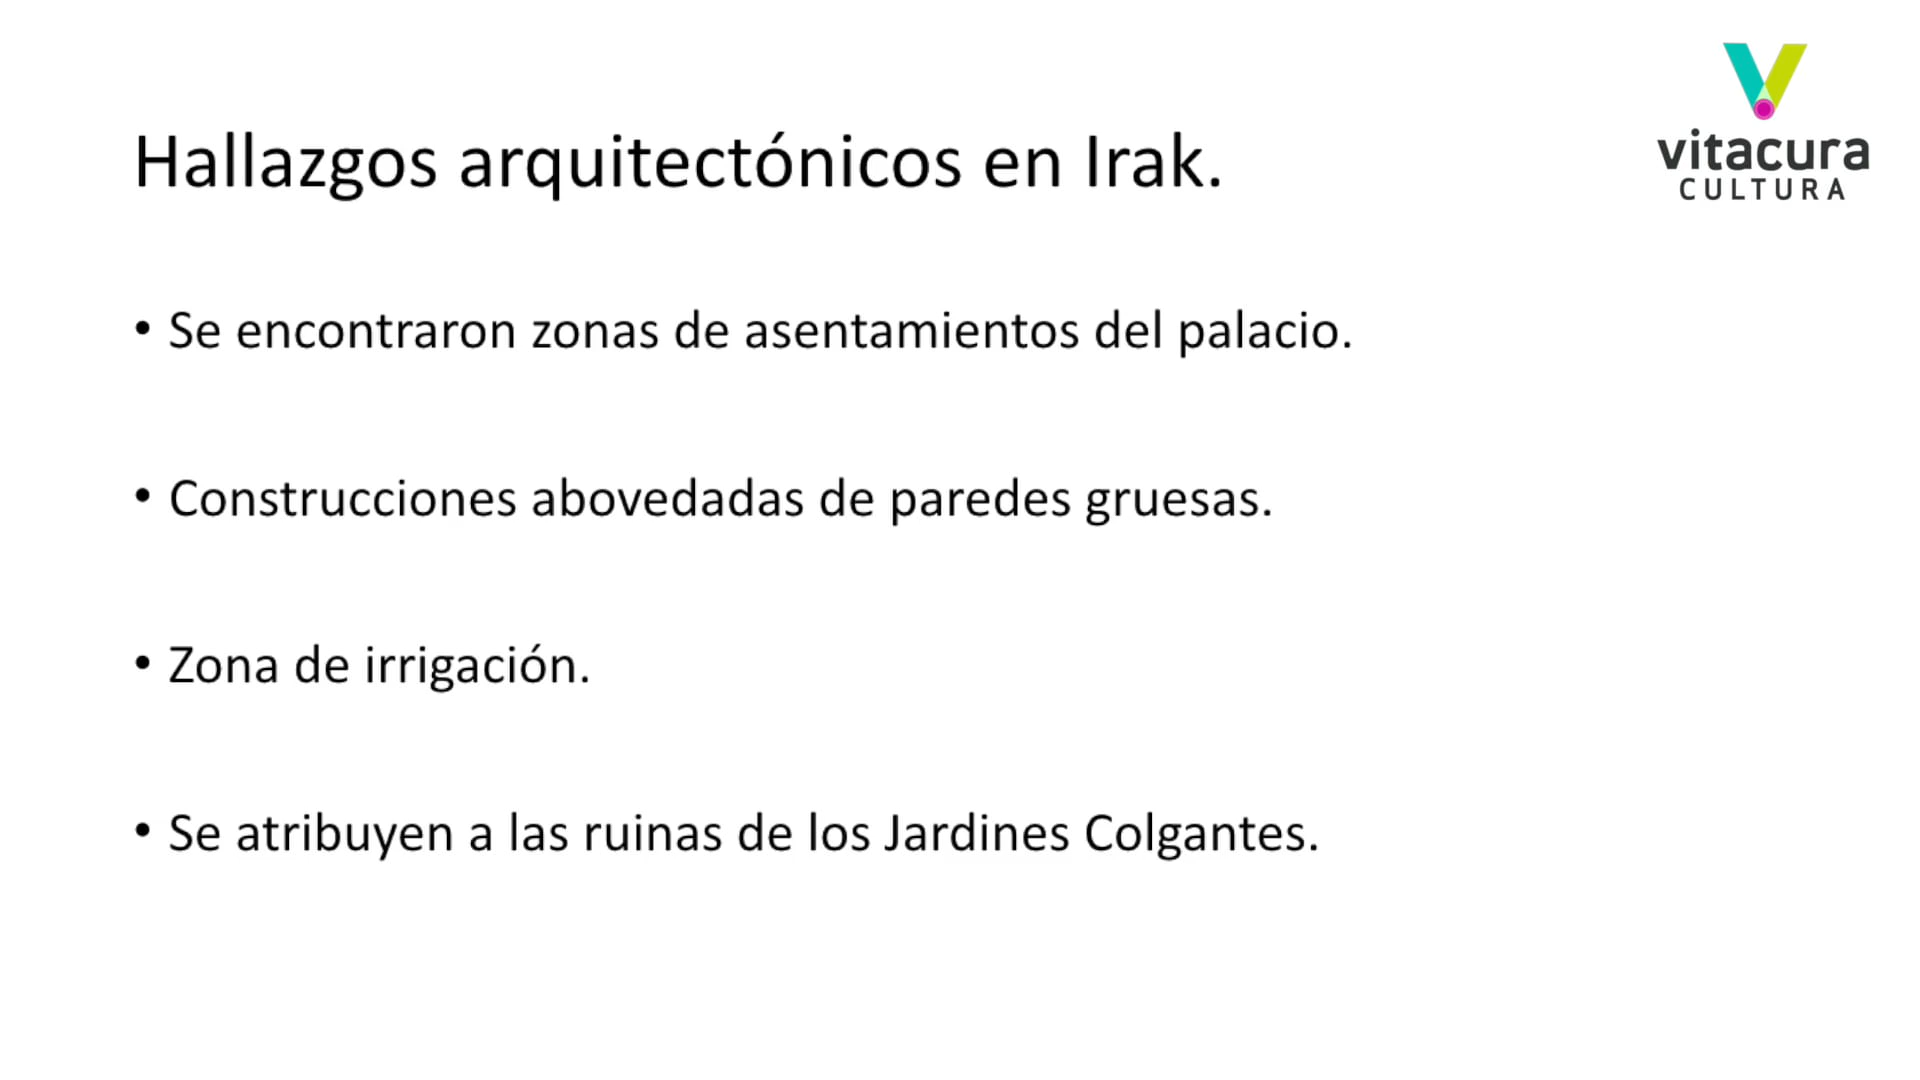 vitacura
CULTURA
Hallazgos arquitectónicos en Irak.
• Se encontraron zonas de asentamientos del palacio.
• Construcciones abovedadas de paredes gruesas.
• Zona de irrigación.
• Se atribuyen a las ruinas de los Jardines Colgantes.